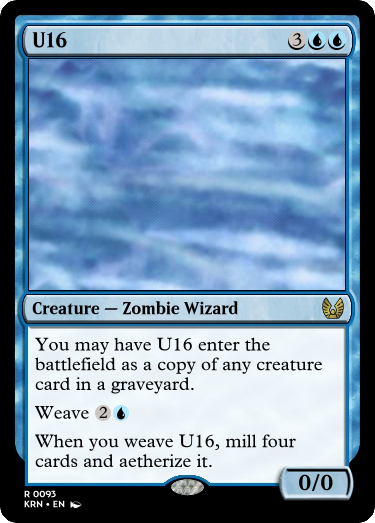 U16
3
Creature — Zombie Wizard
You may have U16 enter the
battlefield as a copy of any creature
card in a graveyard.
Weave 2
When you weave U16, mill four
cards and aetherize it.
0/0
R 0093
KRN • EN